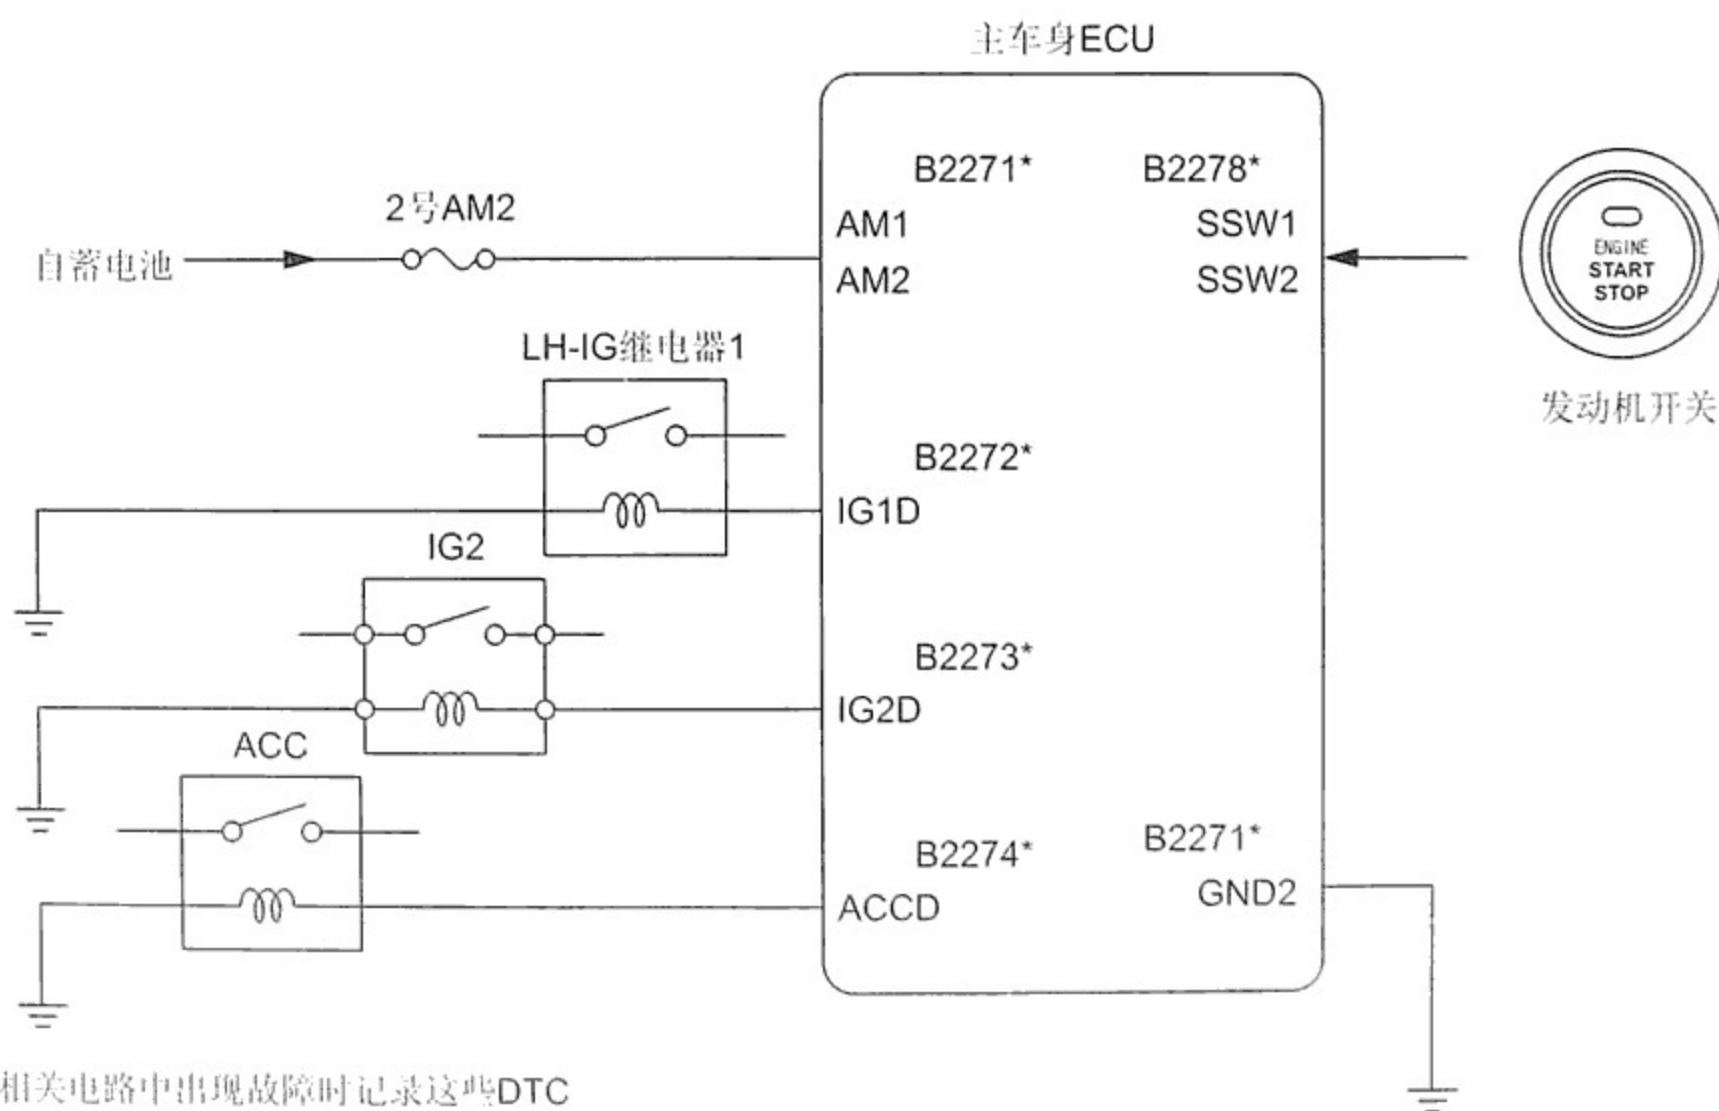 主车身ECU
B2271*
B2278*
2号AM2
AM1
SSW1
自蓄电池
AM2
SSW2
ENGINE
START
STOP
LH-IG继电器1
发动机开关
B2272*
IG1D
IG2
B2273*
IG2D
ACC
B2274*
B2271*
ACCD
GND2
相关电路中出现故障时记录这些DTC